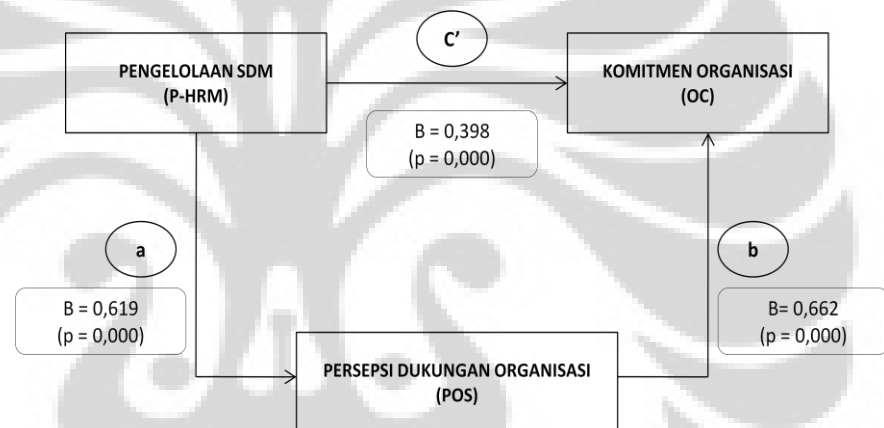 C'
PENGELOLAAN SDM
(P-HRM)
KOMITMEN ORGANISASI
(OC)
B = 0,398
(p = 0,000)
a
b
B = 0,619
(p = 0,000)
B= 0,662
(p = 0,000)
PERSEPSI DUKUNGAN ORGANISASI
(POS)